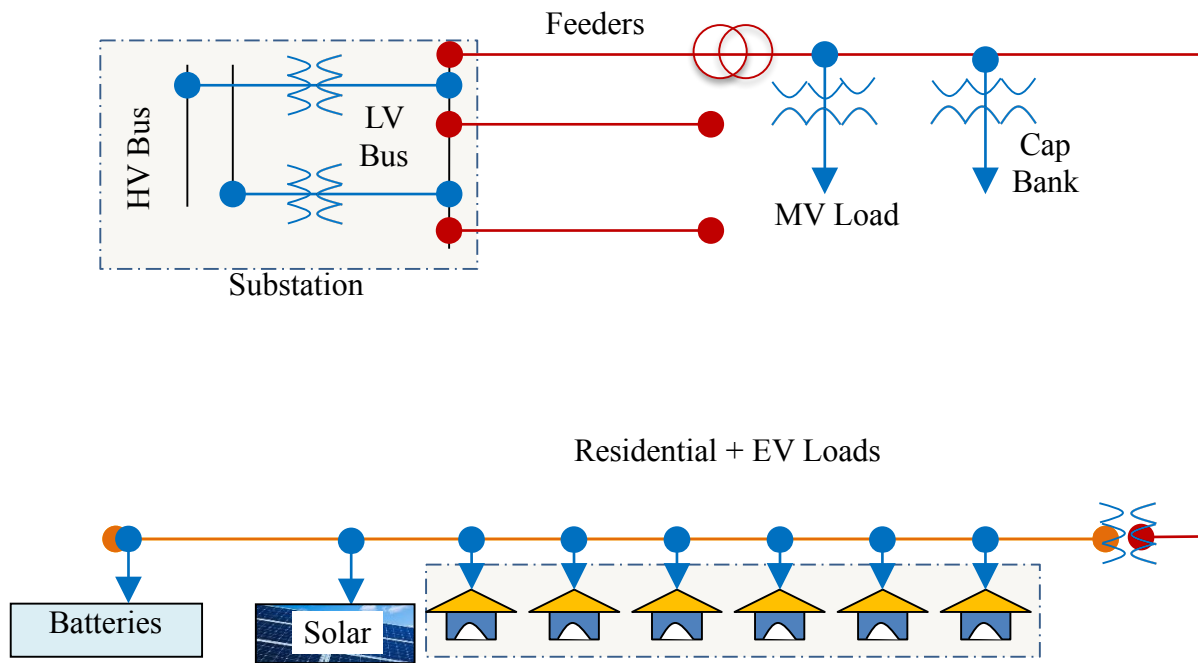 Feeders
HV Bus
LV
Bus
Cap
Bank
MV Load
Substation
Residential + EV Loads
Batteries
Solar